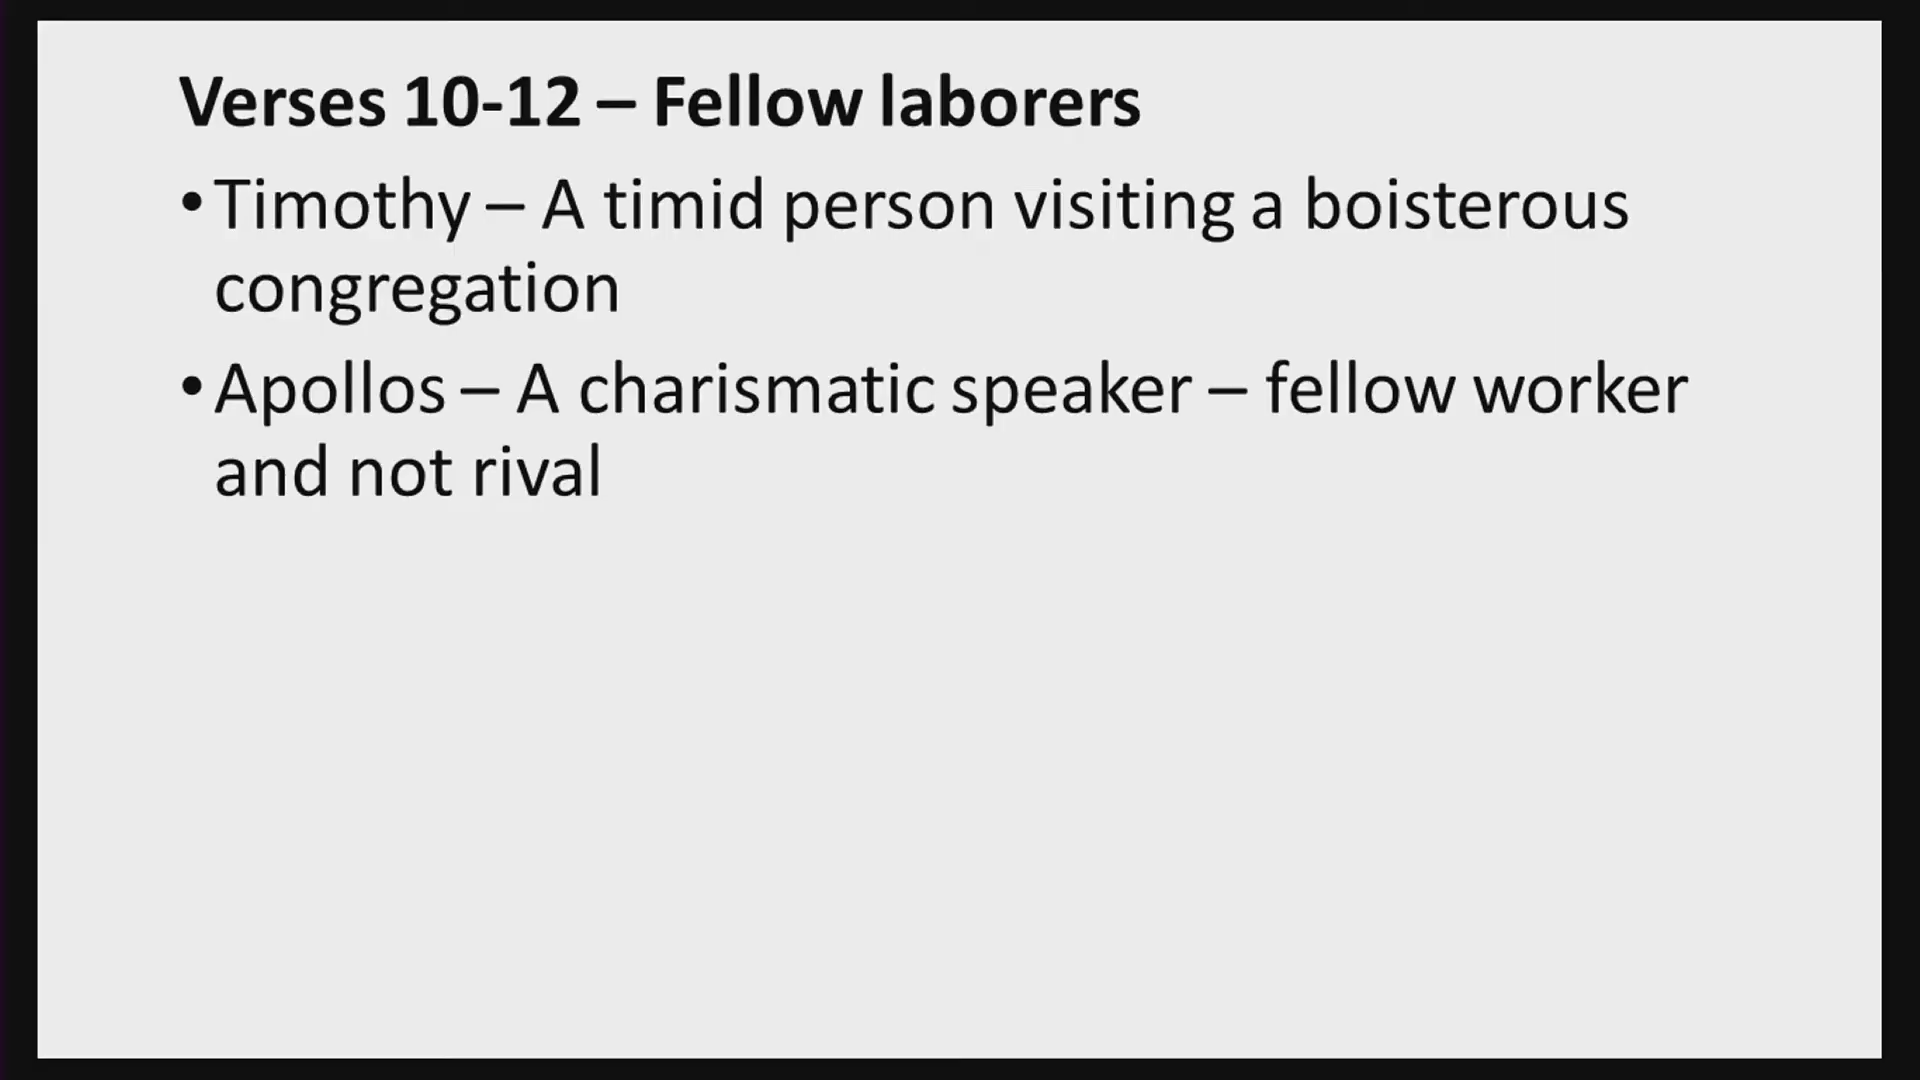 Verses 10-12 – Fellow laborers
• Timothy – A timid person visiting a boisterous
congregation
• Apollos – A charismatic speaker – fellow worker
and not rival